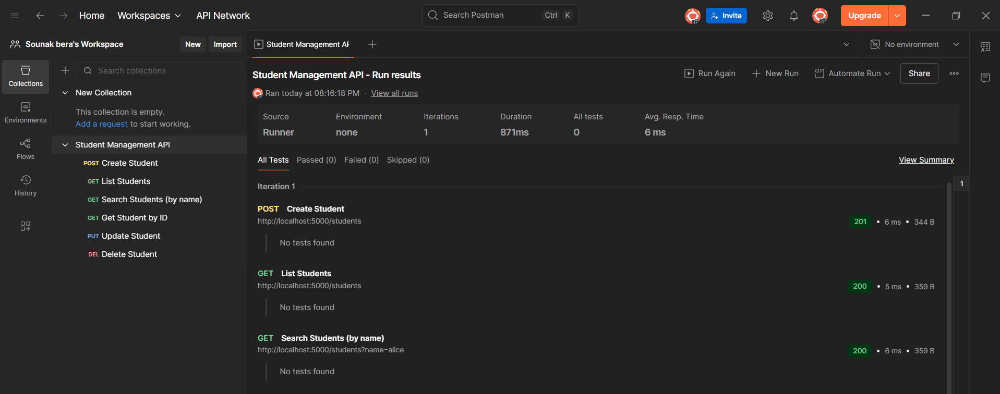 Home Workspaces API Network Search Postman Ctrl K Invite Upgrade
Sounak bera's Workspace New Import
Student Management AP
No environment
Collections
Environments
Flows
History
Search collections
New Collection
This collection is empty.
Add a request to start working.
Student Management API
POST Create Student
GET List Students
GET Search Students (by name)
GET Get Student by ID
PUT Update Student
DEL Delete Student
Student Management API - Run results
Run Again New Run Automate Run Share
Ran today at 08:16:18 PM · View all runs
Source Environment Iterations Duration All tests Avg. Resp. Time
Runner none 1 871ms 0 6 ms
All Tests Passed (0) Failed (0) Skipped (0) View Summary
Iteration 1
1
POST Create Student
http://localhost:5000/students
201 • 6 ms • 344 B
No tests found
GET List Students
http://localhost:5000/students
200 • 5 ms • 359 B
No tests found
GET Search Students (by name)
http://localhost:5000/students?name=alice
200 • 6 ms • 359 B
No tests found